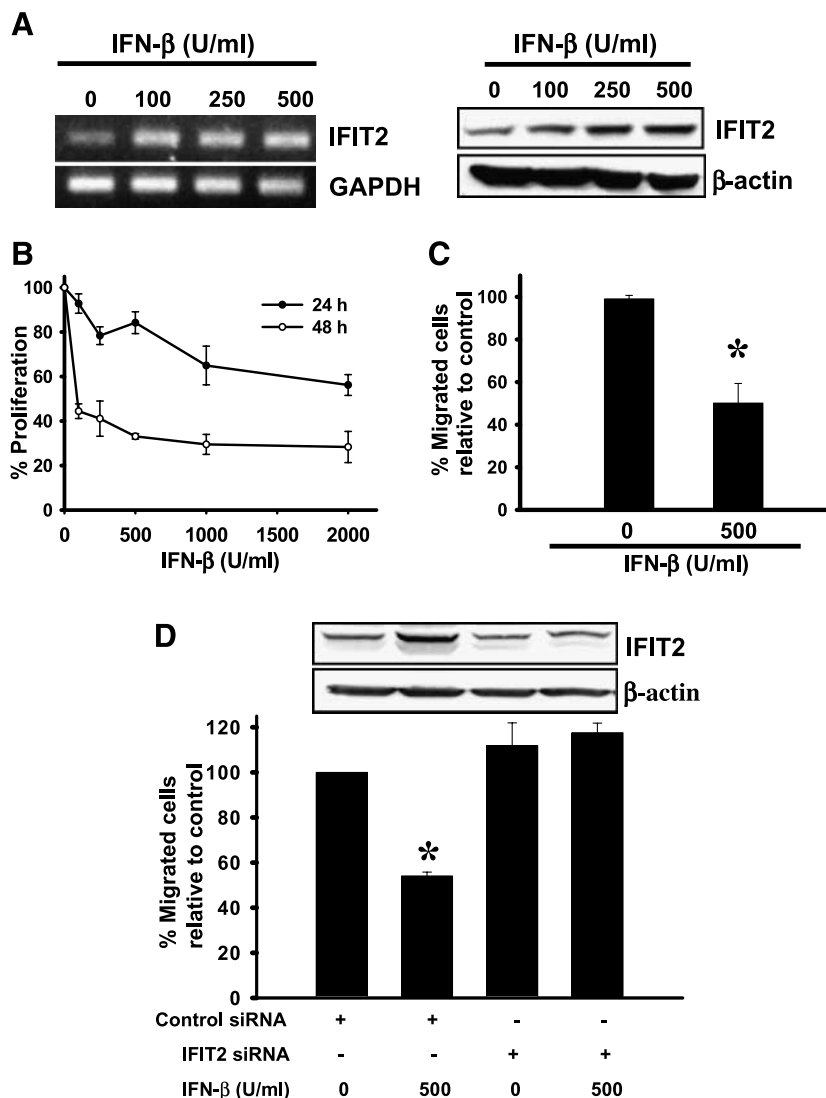 A
IFN-β (U/ml)
0 100 250 500
IFIT2
GAPDH
IFN-β (U/ml)
0 100 250 500
IFIT2
β-actin
B
% Proliferation
100
80
60
40
20
0
24 h
48 h
0 500 1000 1500 2000
IFN-β (U/ml)
C
% Migrated cells
relative to control
100
80
60
40
20
0
*
0 500
IFN-β (U/ml)
D
IFIT2
β-actin
% Migrated cells
relative to control
120
100
80
60
40
20
0
*
Control siRNA + + - -
IFIT2 siRNA - - + +
IFN-β (U/ml) 0 500 0 500